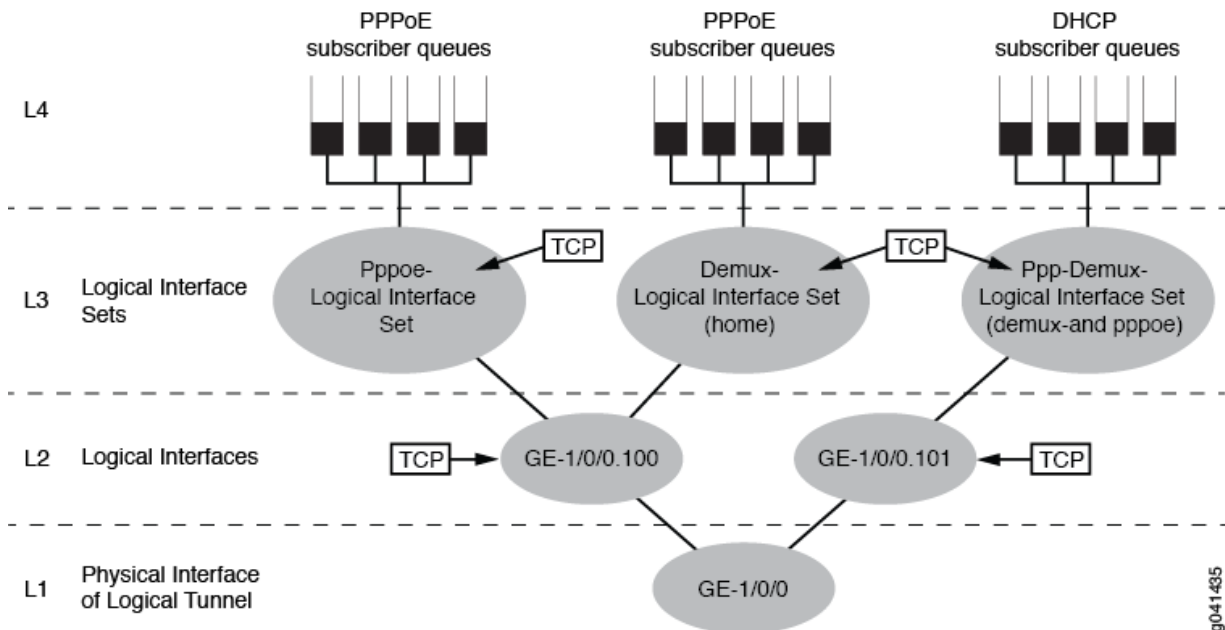 PPPoE
subscriber queues
PPPoE
subscriber queues
DHCP
subscriber queues
L4
TCP
TCP
Pppoe-
Logical Interface
Set
Demux-
Logical Interface Set
(home)
Ppp-Demux-
Logical Interface Set
(demux-and pppoe)
L3
Logical Interface
Sets
L2
Logical Interfaces
TCP
GE-1/0/0.100
GE-1/0/0.101
TCP
L1
Physical Interface
of Logical Tunnel
GE-1/0/0
g041435